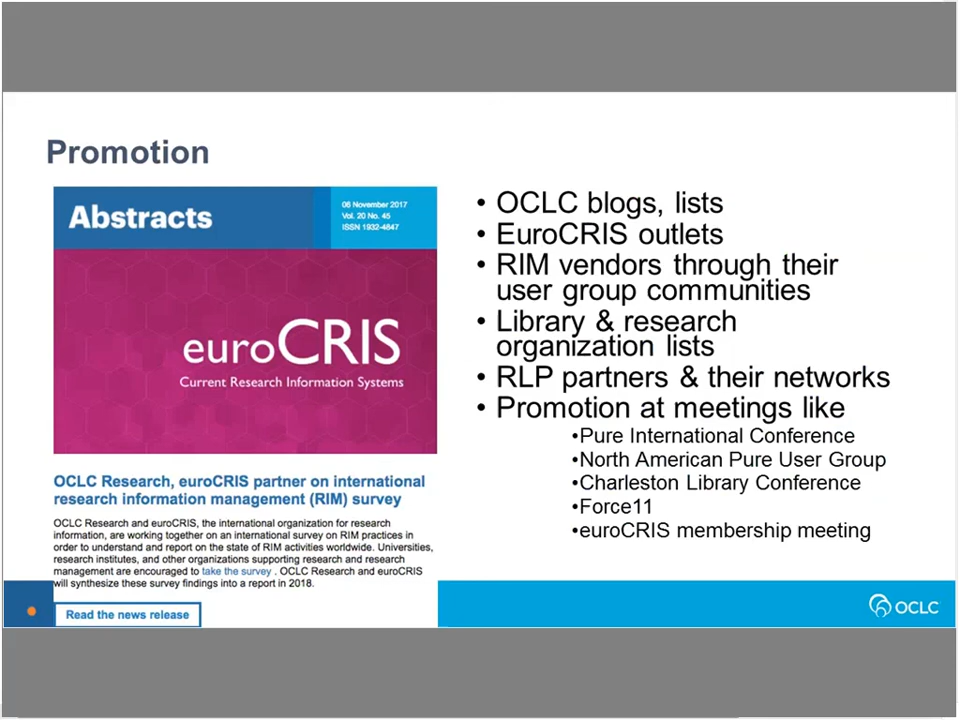 Promotion
Abstracts
06 November 2017
Vol. 20 No. 45
ISSN 1932-4847
euroCRIS
Current Research Information Systems
OCLC Research, euroCRIS partner on international
research information management (RIM) survey
OCLC Research and euroCRIS, the international organization for research
information, are working together on an international survey on RIM practices in
order to understand and report on the state of RIM activities worldwide. Universities,
research institutes, and other organizations supporting research and research
management are encouraged to take the survey . OCLC Research and euroCRIS
will synthesize these survey findings into a report in 2018.
Read the news release
• OCLC blogs, lists
• EuroCRIS outlets
• RIM vendors through their
user group communities
• Library & research
organization lists
• RLP partners & their networks
• Promotion at meetings like
•Pure International Conference
•North American Pure User Group
•Charleston Library Conference
•Force11
•euroCRIS membership meeting
OCLC